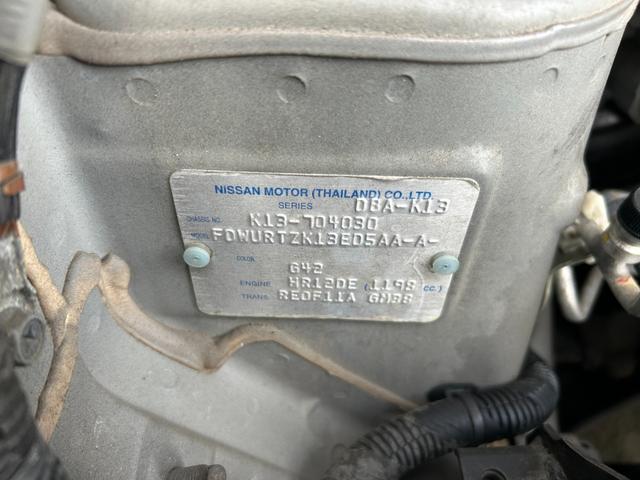 NISSAN MOTOR (THAILAND) CO.,LTD.
SERIES DBA-K13
CHASSIS NO. K13-704030
MODEL FDWURTZK13ED5AA-A-
COLOR G42
ENGINE HR12DE (1198 CC.)
TRANS. RE0F11A GH38